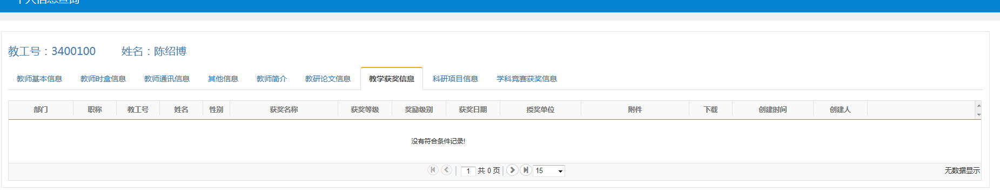 个人信息查询
教工号：3400100 姓名：陈绍博
教师基本信息 教师时盒信息 教师通讯信息 其他信息 教师简介 教研论文信息 教学获奖信息 科研项目信息 学科竞赛获奖信息
部门 职称 教工号 姓名 性别 获奖名称 获奖等级 奖励级别 获奖日期 授奖单位 附件 下载 创建时间 创建人
没有符合条件记录!
1 共 0 页 15 无数据显示